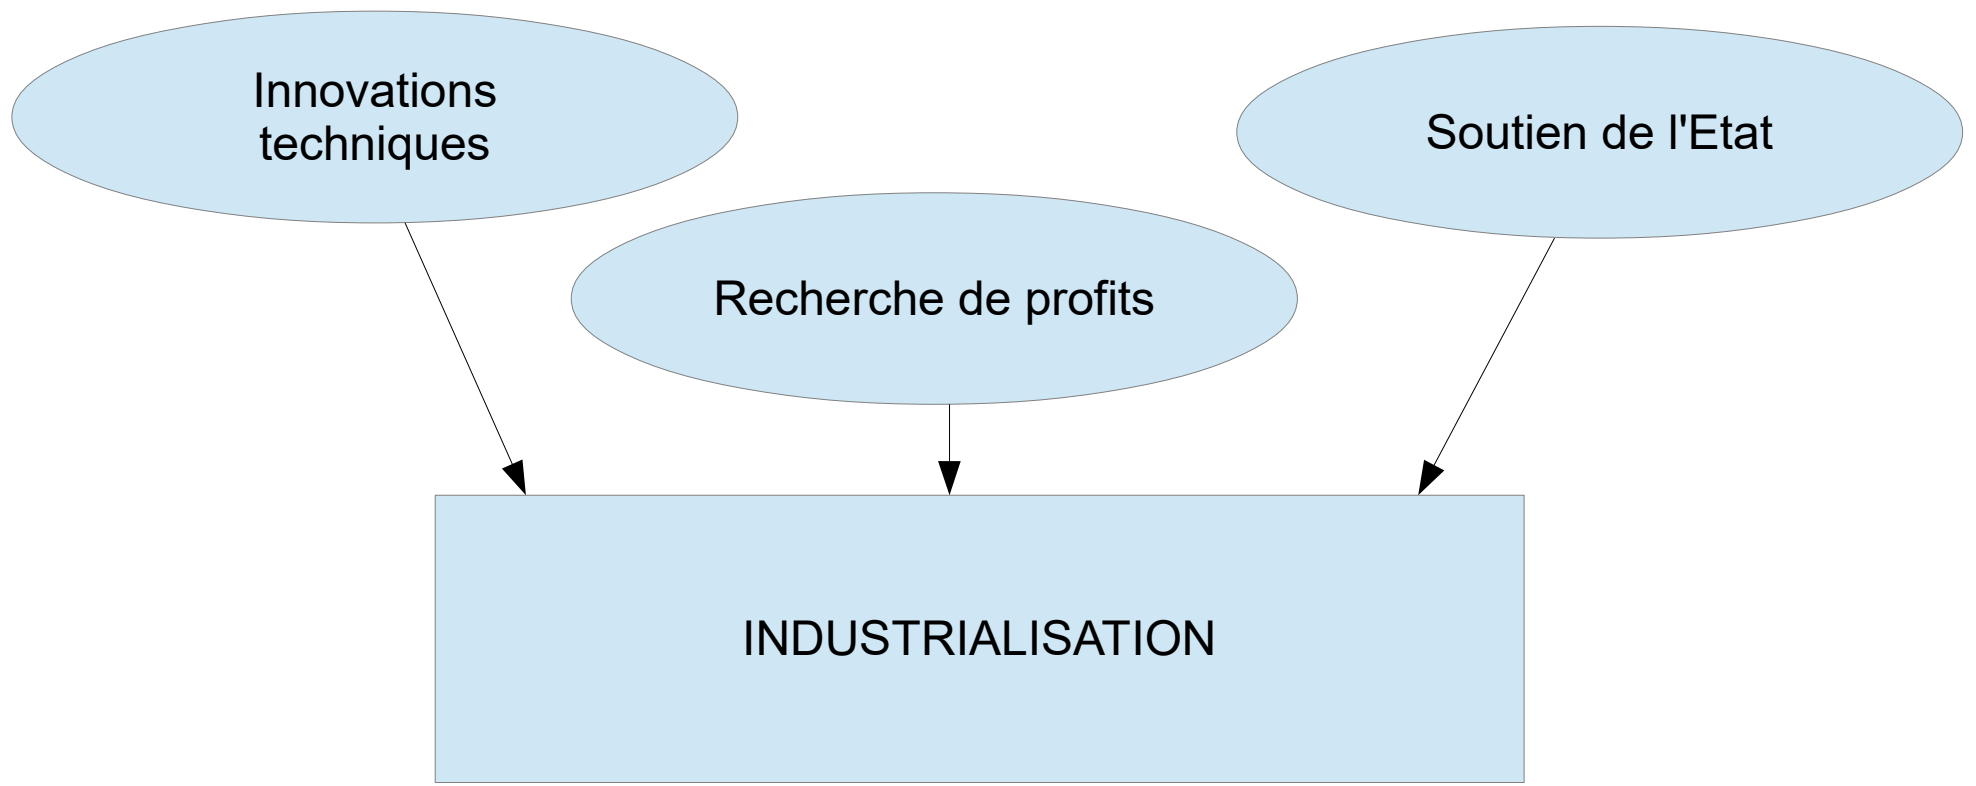 Innovations
techniques
Soutien de l'Etat
Recherche de profits
INDUSTRIALISATION